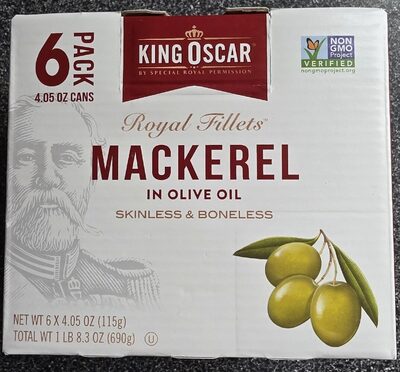 6 PACK
4.05 OZ CANS
KING OSCAR
BY SPECIAL ROYAL PERMISSION
NON
GMO
Project
VERIFIED
nongmoproject.org
Royal Fillets™
MACKEREL
IN OLIVE OIL
SKINLESS & BONELESS
NET WT 6 X 4.05 OZ (115g)
TOTAL WT 1 LB 8.3 OZ (690g) U